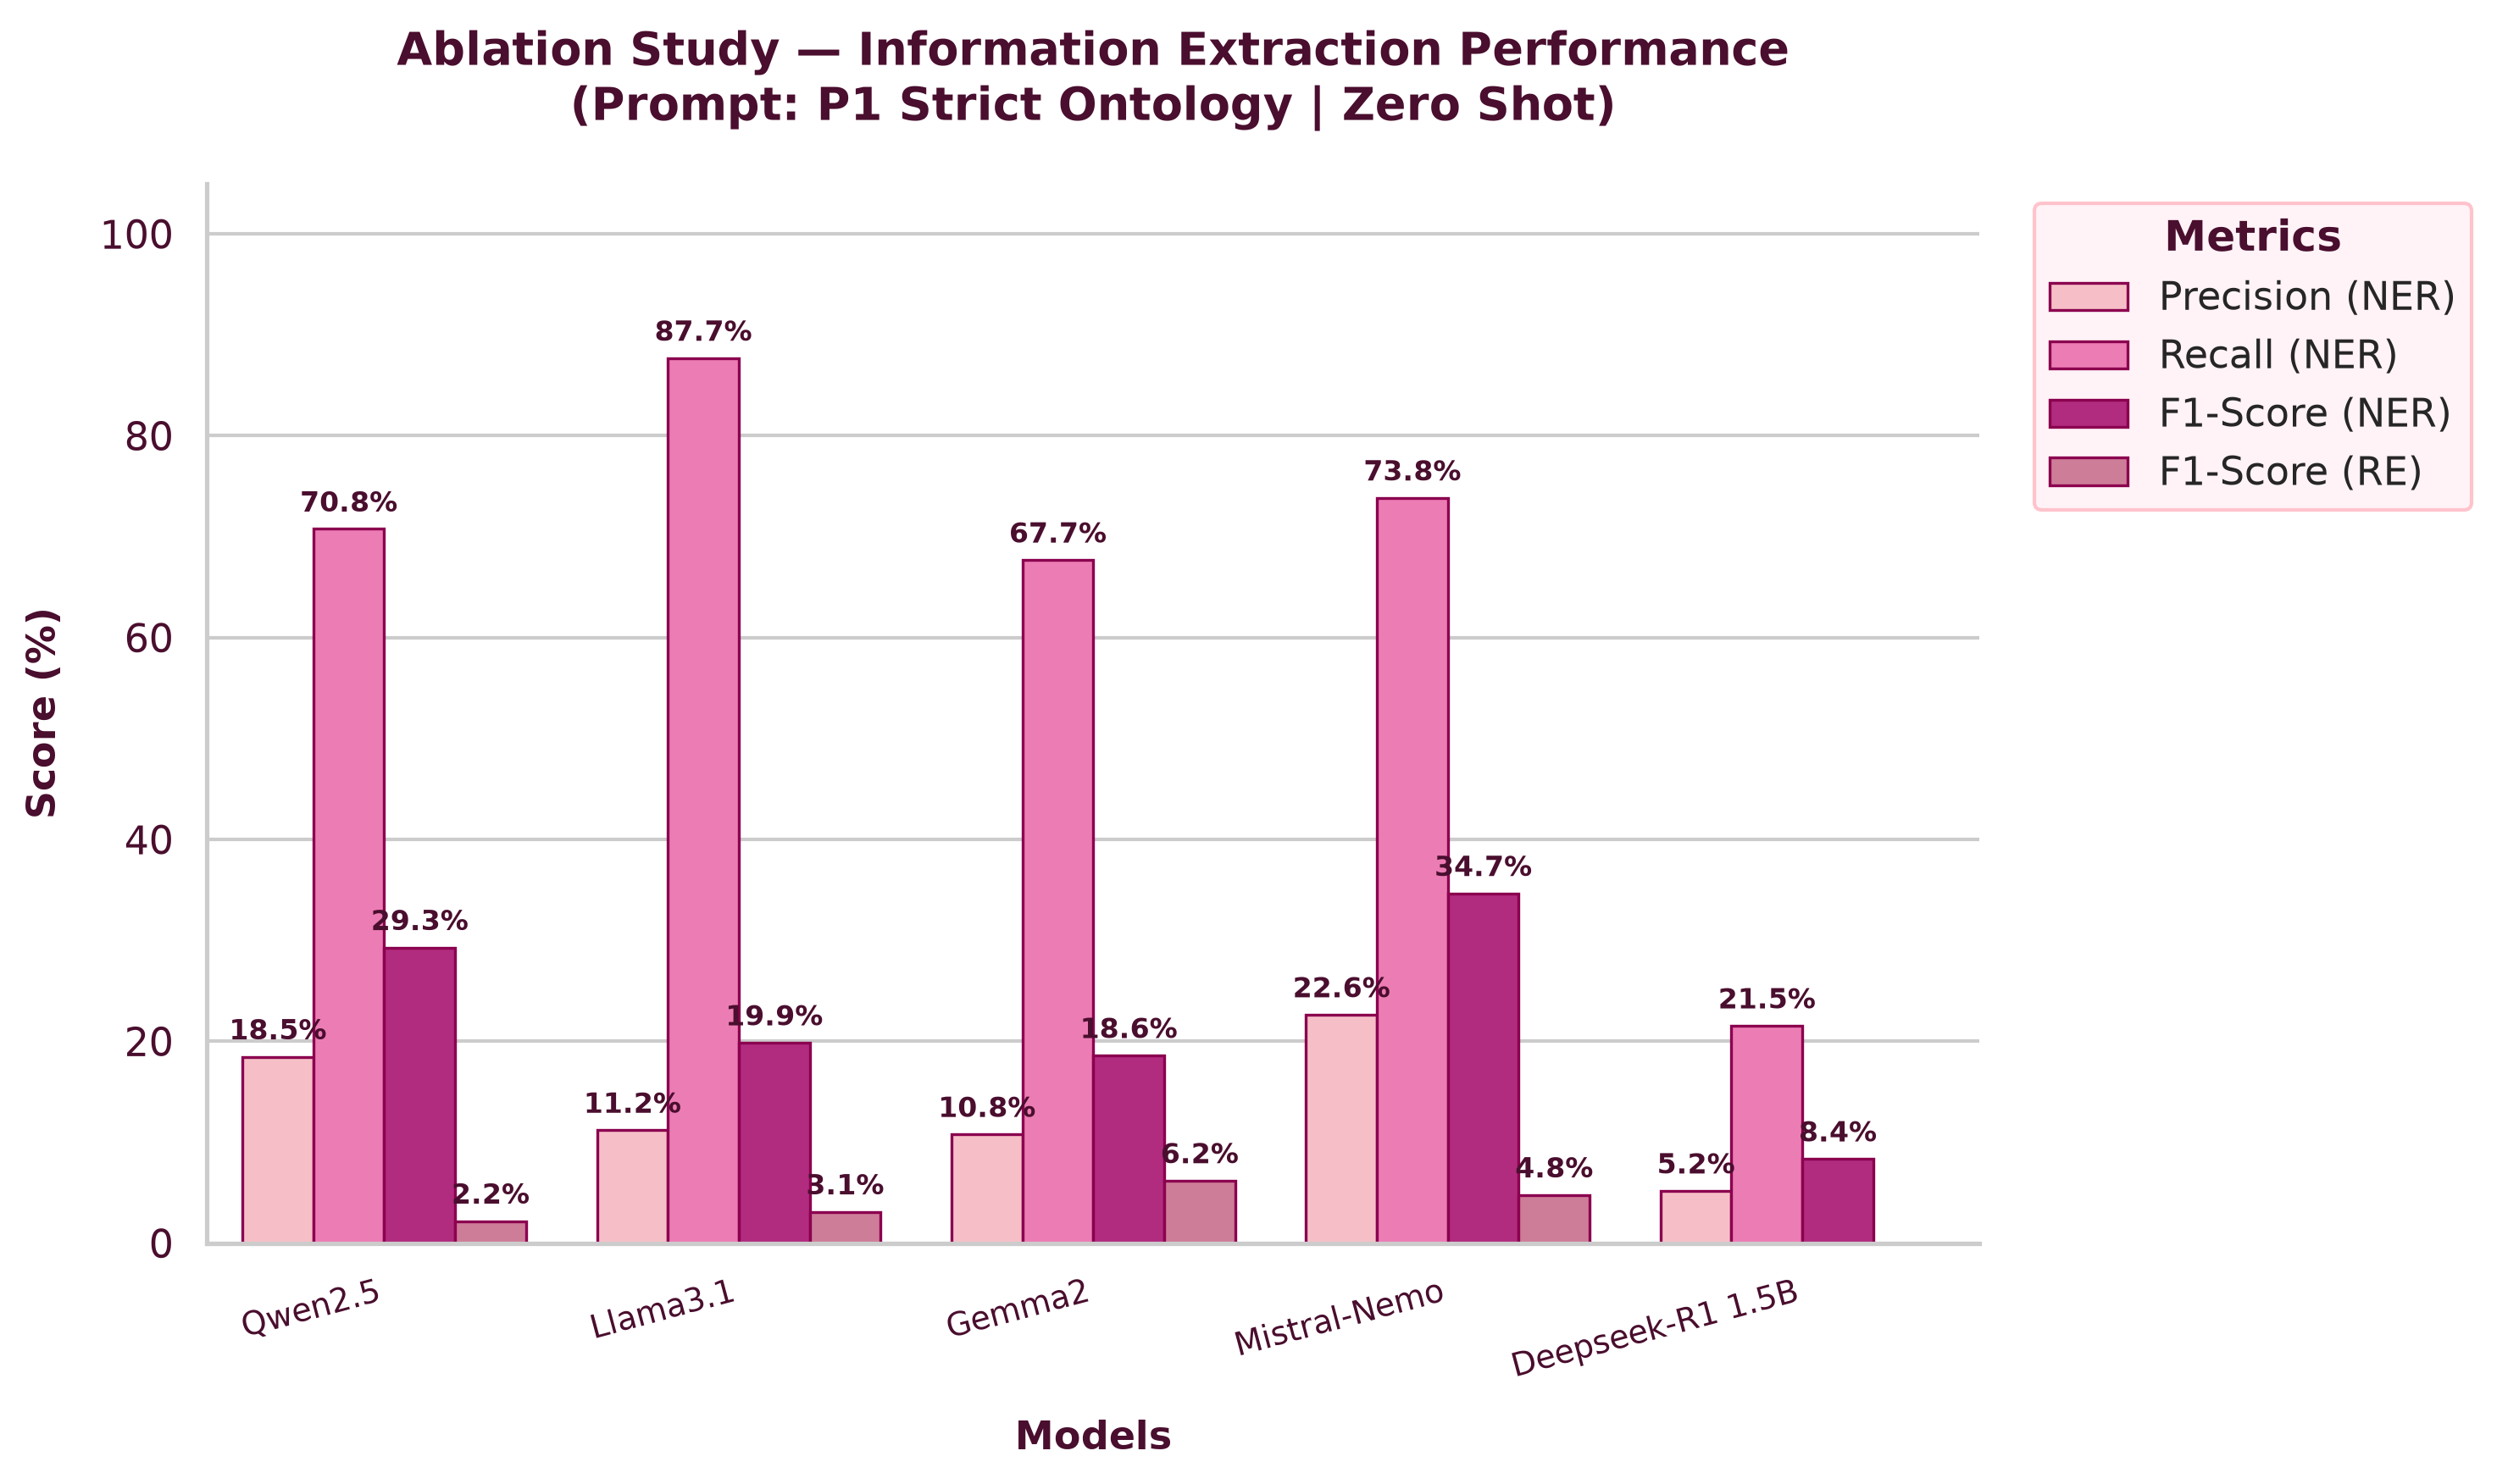 Ablation Study — Information Extraction Performance
(Prompt: P1 Strict Ontology | Zero Shot)
Metrics
Precision (NER)
Recall (NER)
F1-Score (NER)
F1-Score (RE)
Score (%)
100
80
60
40
20
0
18.5%
70.8%
29.3%
2.2%
11.2%
87.7%
19.9%
3.1%
10.8%
67.7%
18.6%
6.2%
22.6%
73.8%
34.7%
4.8%
5.2%
21.5%
8.4%
Qwen2.5
Llama3.1
Gemma2
Mistral-Nemo
Deepseek-R1 1.5B
Models